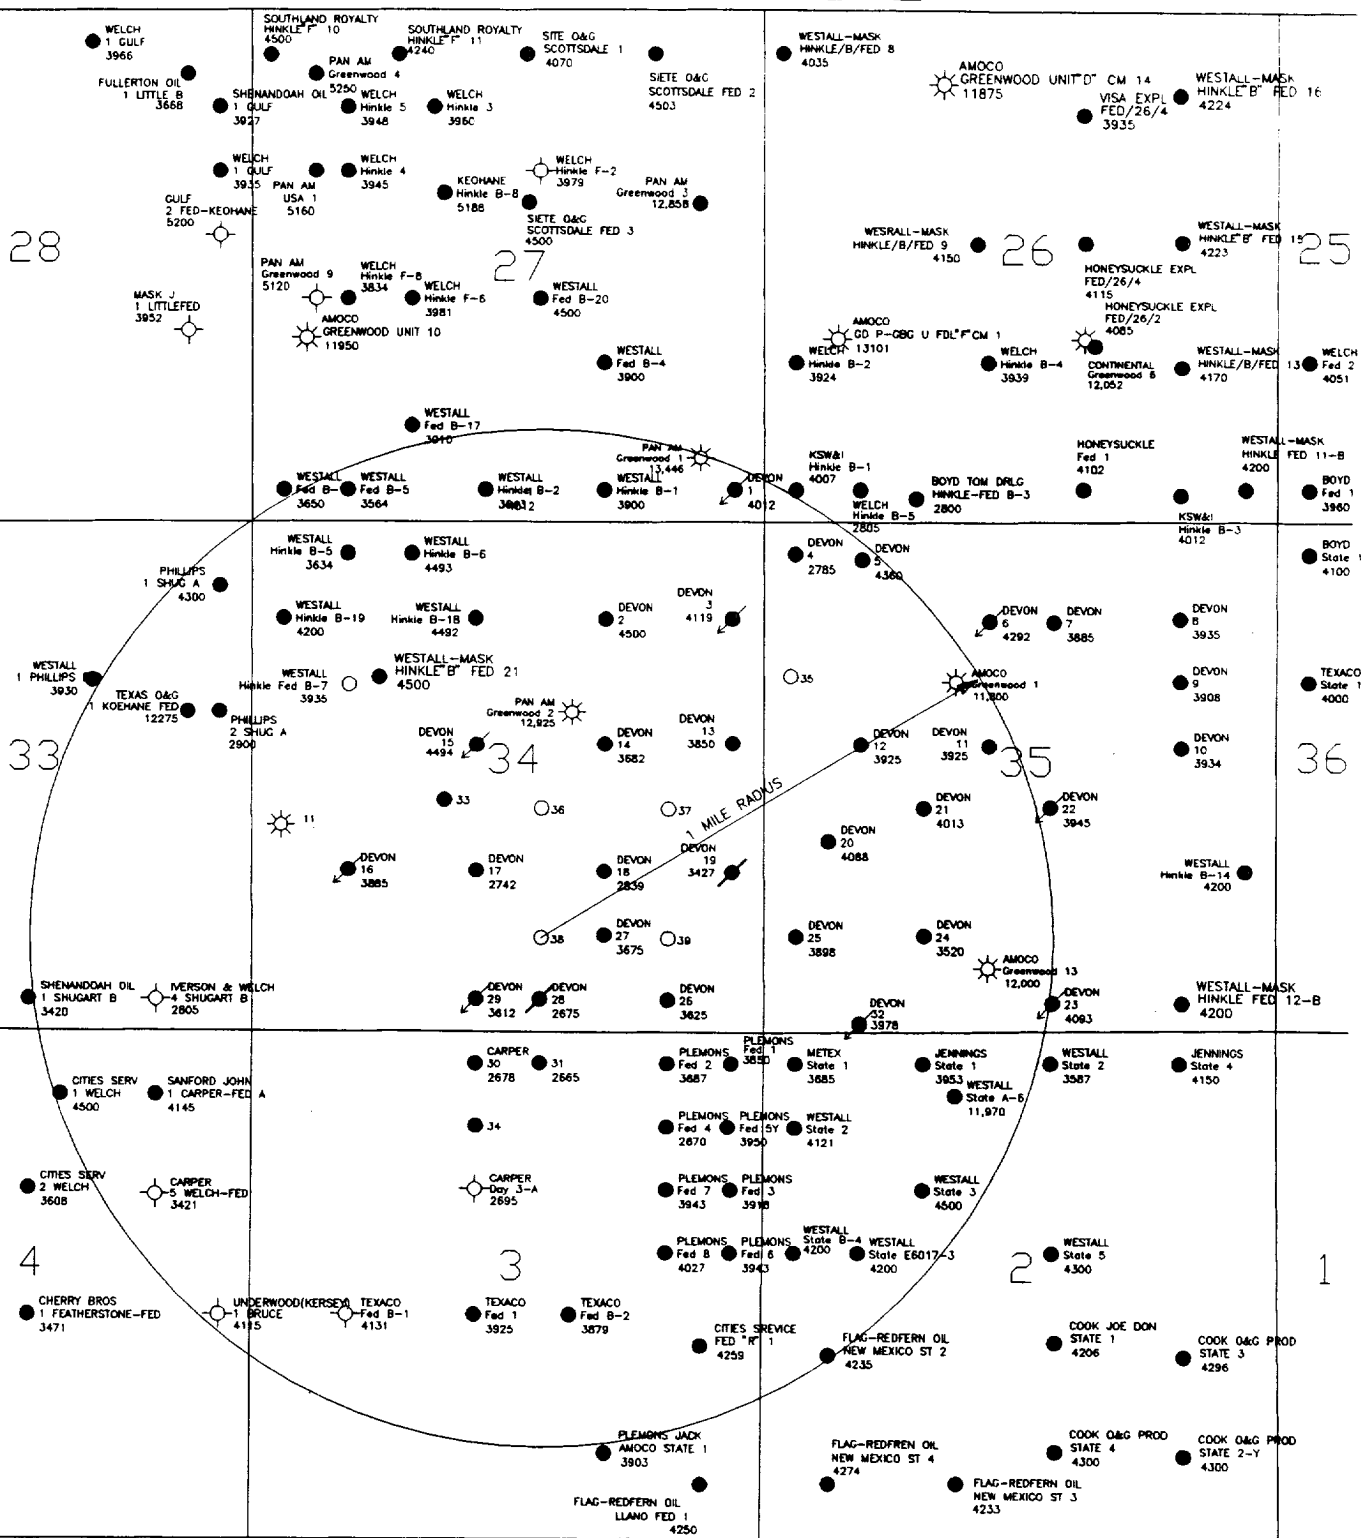 WELCH
1 GULF
3966
SOUTHLAND ROYALTY
HINKLE"F" 10
4500
SOUTHLAND ROYALTY
HINKLE"F" 11
4240
SITE O&G
SCOTTSDALE 1
4070
WESTALL-MASK
HINKLE/B/FED 8
4035
FULLERTON OIL
1 LITTLE B
3668
PAN AM
Greenwood 4
5250
SIETE O&G
SCOTTSDALE FED 2
4503
AMOCO
GREENWOOD UNIT"D" CM 14
11875
WESTALL-MASK
HINKLE"B" FED 16
4224
SHENANDOAH OIL
1 GULF
3927
WELCH
Hinkle 5
3948
WELCH
Hinkle 3
3960
VISA EXPL
FED/26/4
3935
WELCH
1 GULF
3935
PAN AM
USA 1
5160
WELCH
Hinkle 4
3945
KEOHANE
Hinkle B-8
5188
WELCH
Hinkle F-2
3979
PAN AM
Greenwood 3
12,858
GULF
2 FED-KEOHANE
5200
SIETE O&G
SCOTTSDALE FED 3
4500
28
27
WESRALL-MASK
HINKLE/B/FED 9
4150
26
WESTALL-MASK
HINKLE"B" FED 15
4223
25
HONEYSUCKLE EXPL
FED/26/4
4115
PAN AM
Greenwood 9
5120
WELCH
Hinkle F-8
3834
WELCH
Hinkle F-6
3981
WESTALL
Fed B-20
4500
MASK J
1 LITTLEFED
3952
AMOCO
GREENWOOD UNIT 10
11950
AMOCO
GD P-GBG U FDL"F"CM 1
13101
HONEYSUCKLE EXPL
FED/26/2
4085
WESTALL
Fed B-4
3900
WELCH
Hinkle B-2
3924
WELCH
Hinkle B-4
3939
CONTINENTAL
Greenwood 6
12,052
WESTALL-MASK
HINKLE/B/FED 13
4170
WELCH
Fed 2
4051
WESTALL
Fed B-17
3910
PAN AM
Greenwood 1
13,446
WESTALL
Fed B-
3650
WESTALL
Fed B-5
3564
WESTALL
Hinkle B-2
WESTALL
Hinkle B-1
3900
DEVON
1
4012
KSW&I
Hinkle B-1
4007
WELCH
Hinkle B-5
2805
BOYD TOM DRLG
HINKLE-FED B-3
2800
HONEYSUCKLE
Fed 1
4102
WESTALL-MASK
HINKLE FED 11-B
4200
KSW&I
Hinkle B-3
4012
BOYD
Fed 1
3960
WESTALL
Hinkle B-5
3634
WESTALL
Hinkle B-6
4493
DEVON
4
2785
DEVON
5
4360
BOYD
State 1
4100
PHILLIPS
1 SHUG A
4300
WESTALL
Hinkle B-19
4200
WESTALL
Hinkle B-18
4492
DEVON
2
4500
DEVON
3
4119
DEVON
6
4292
DEVON
7
3885
DEVON
8
3935
WESTALL
1 PHILLIPS
3930
WESTALL
Hinkle Fed B-7
3935
WESTALL-MASK
HINKLE"B" FED 21
4500
35
AMOCO
Greenwood 1
11,800
DEVON
9
3908
TEXACO
State 1
4000
TEXAS O&G
1 KOEHANE FED
12275
PHILLIPS
2 SHUG A
2900
PAN AM
Greenwood 2
12,925
33
DEVON
15
4494
34
DEVON
14
3682
DEVON
13
3850
DEVON
12
3925
DEVON
11
3925
35
DEVON
10
3934
36
33
36
37
1 MILE RADIUS
DEVON
21
4013
DEVON
22
3945
11
DEVON
20
4088
DEVON
16
3885
DEVON
17
2742
DEVON
18
2839
DEVON
19
3427
WESTALL
Hinkle B-14
4200
38
DEVON
27
3675
39
DEVON
25
3898
DEVON
24
3520
AMOCO
Greenwood 13
12,000
SHENANDOAH OIL
1 SHUGART B
3420
IVERSON & WELCH
4 SHUGART B
2805
DEVON
29
3612
DEVON
28
2675
DEVON
26
3625
DEVON
32
3978
DEVON
23
4093
WESTALL-MASK
HINKLE FED 12-B
4200
CARPER
30
2678
31
2665
PLEMONS
Fed 2
3887
PLEMONS
Fed 1
3850
METEX
State 1
3685
JENNINGS
State 1
3953
WESTALL
State 2
3587
JENNINGS
State 4
4150
CITIES SERV
1 WELCH
4500
SANFORD JOHN
1 CARPER-FED A
4145
WESTALL
State A-6
11,970
34
PLEMONS
Fed 4
2670
PLEMONS
Fed 5Y
3950
WESTALL
State 2
4121
CITIES SERV
2 WELCH
3608
CARPER
5 WELCH-FED
3421
CARPER
Day 3-A
2695
PLEMONS
Fed 7
3943
PLEMONS
Fed 3
3918
WESTALL
State 3
4500
4
3
PLEMONS
Fed 8
4027
PLEMONS
Fed 6
3943
WESTALL
State B-4
4200
WESTALL
State E6017-3
4200
2
WESTALL
State 5
4300
1
CHERRY BROS
1 FEATHERSTONE-FED
3471
UNDERWOOD(KERSEY)
1 BRUCE
4115
TEXACO
Fed B-1
4131
TEXACO
Fed 1
3925
TEXACO
Fed B-2
3879
CITIES SREVICE
FED "R" 1
4259
FLAG-REDFERN OIL
NEW MEXICO ST 2
4235
COOK JOE DON
STATE 1
4206
COOK O&G PROD
STATE 3
4296
PLEMONS JACK
AMOCO STATE 1
3903
FLAG-REDFREN OIL
NEW MEXICO ST 4
4274
COOK O&G PROD
STATE 4
4300
COOK O&G PROD
STATE 2-Y
4300
FLAG-REDFERN OIL
LLANO FED 1
4250
FLAG-REDFERN OIL
NEW MEXICO ST 3
4233